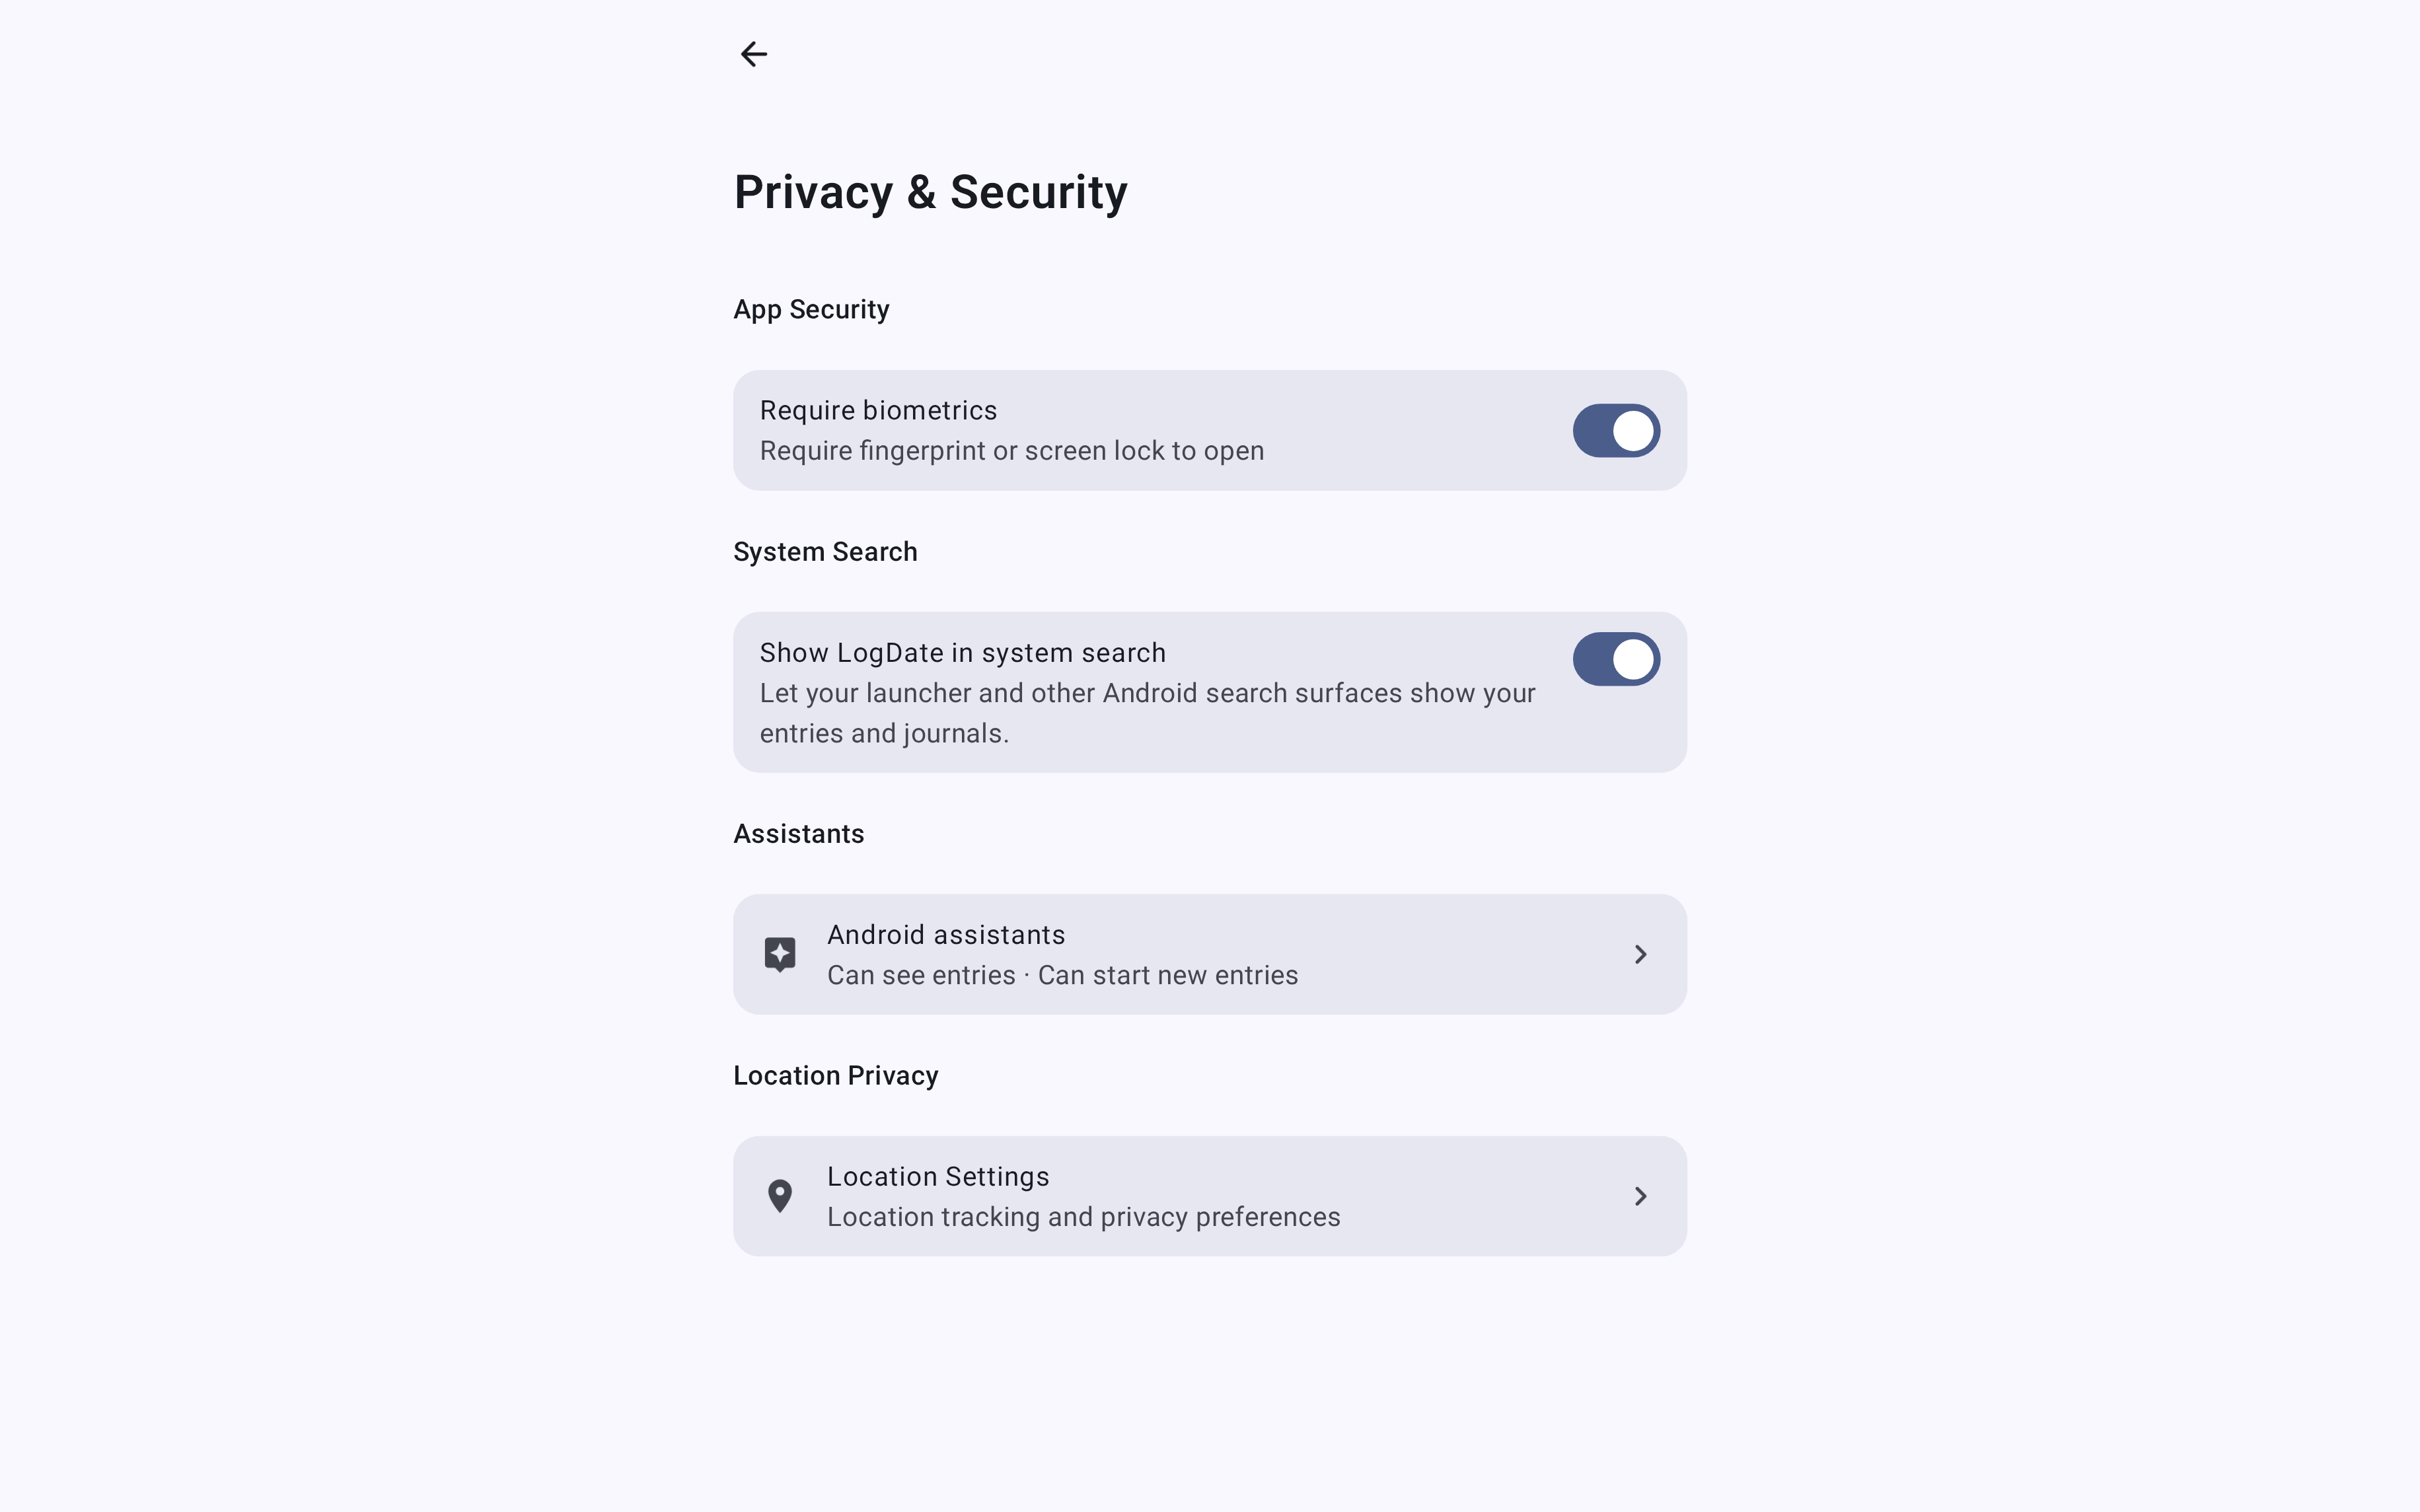 Privacy & Security
App Security
Require biometrics
Require fingerprint or screen lock to open
System Search
Show LogDate in system search
Let your launcher and other Android search surfaces show your
entries and journals.
Assistants
Android assistants
Can see entries · Can start new entries
Location Privacy
Location Settings
Location tracking and privacy preferences